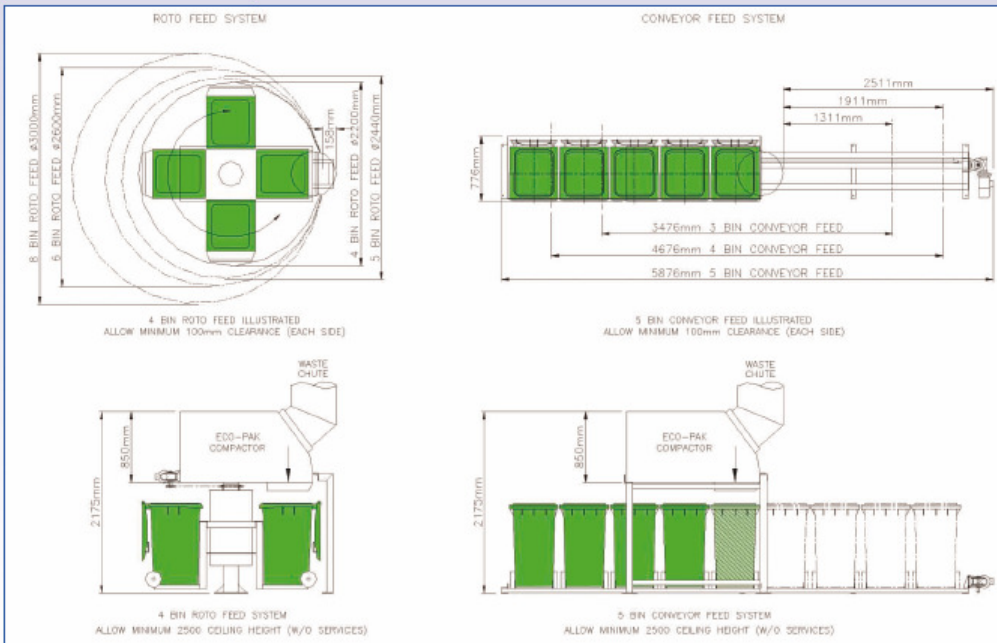 ROTO FEED SYSTEM
8 BIN ROTO FEED ø3000mm
6 BIN ROTO FEED ø2600mm
158mm
4 BIN ROTO FEED ø2200mm
5 BIN ROTO FEED ø2440mm
4 BIN ROTO FEED ILLUSTRATED
ALLOW MINIMUM 100mm CLEARANCE (EACH SIDE)
CONVEYOR FEED SYSTEM
2511mm
1911mm
1311mm
776mm
3476mm 3 BIN CONVEYOR FEED
4676mm 4 BIN CONVEYOR FEED
5876mm 5 BIN CONVEYOR FEED
5 BIN CONVEYOR FEED ILLUSTRATED
ALLOW MINIMUM 100mm CLEARANCE (EACH SIDE)
WASTE
CHUTE
ECO-PAK
COMPACTOR
850mm
2175mm
4 BIN ROTO FEED SYSTEM
ALLOW MINIMUM 2500 CEILING HEIGHT (W/O SERVICES)
WASTE
CHUTE
ECO-PAK
COMPACTOR
850mm
2175mm
5 BIN CONVEYOR FEED SYSTEM
ALLOW MINIMUM 2500 CEILING HEIGHT (W/O SERVICES)